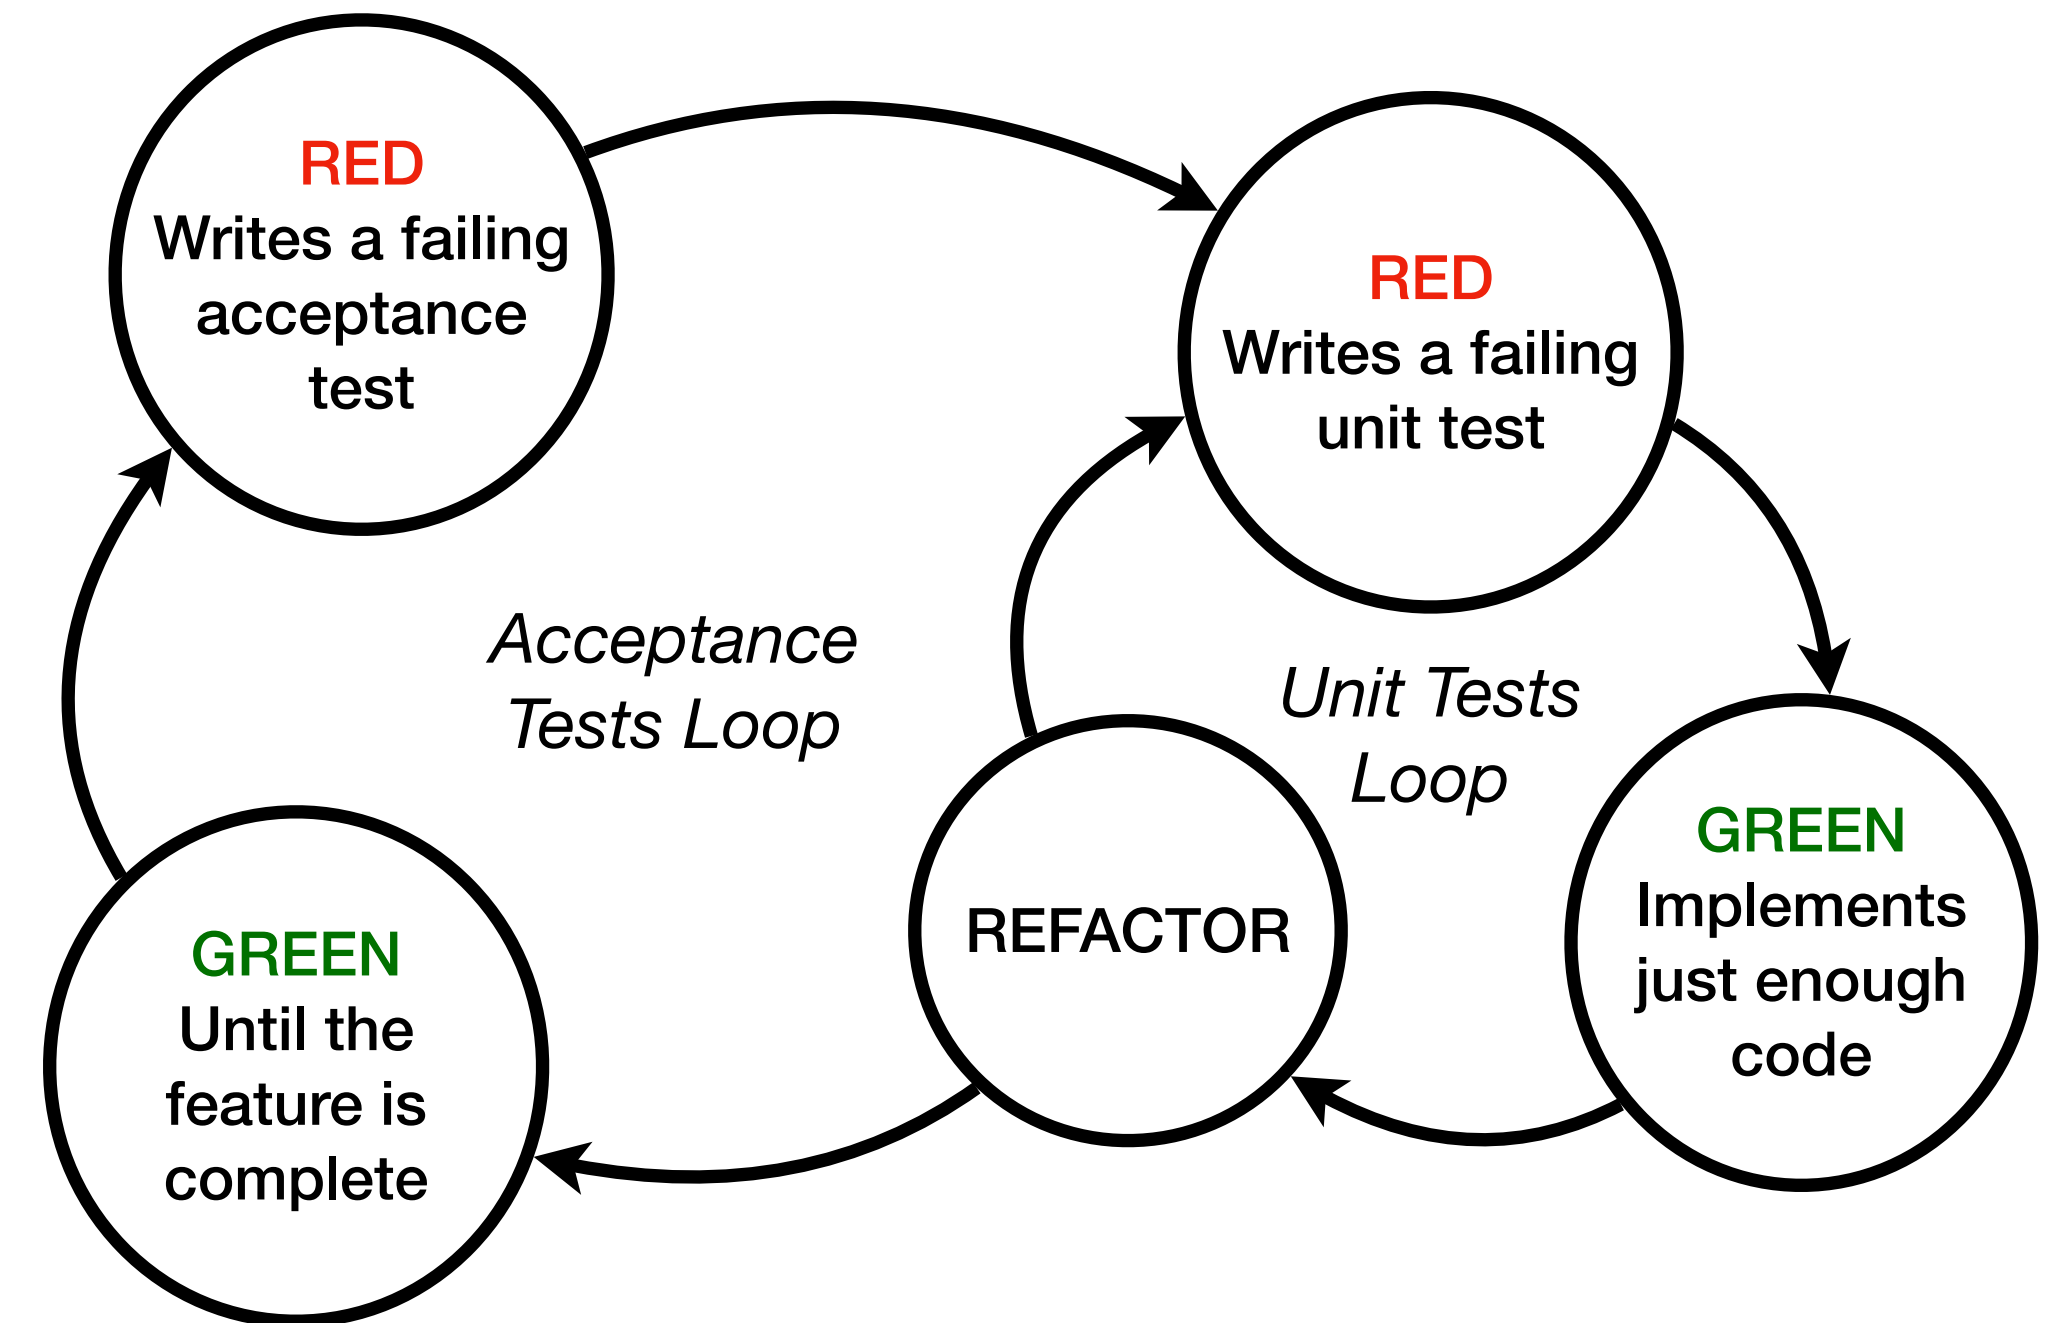 RED
Writes a failing
acceptance
test
RED
Writes a failing
unit test
Acceptance
Tests Loop
Unit Tests
Loop
GREEN
Implements
just enough
code
REFACTOR
GREEN
Until the
feature is
complete